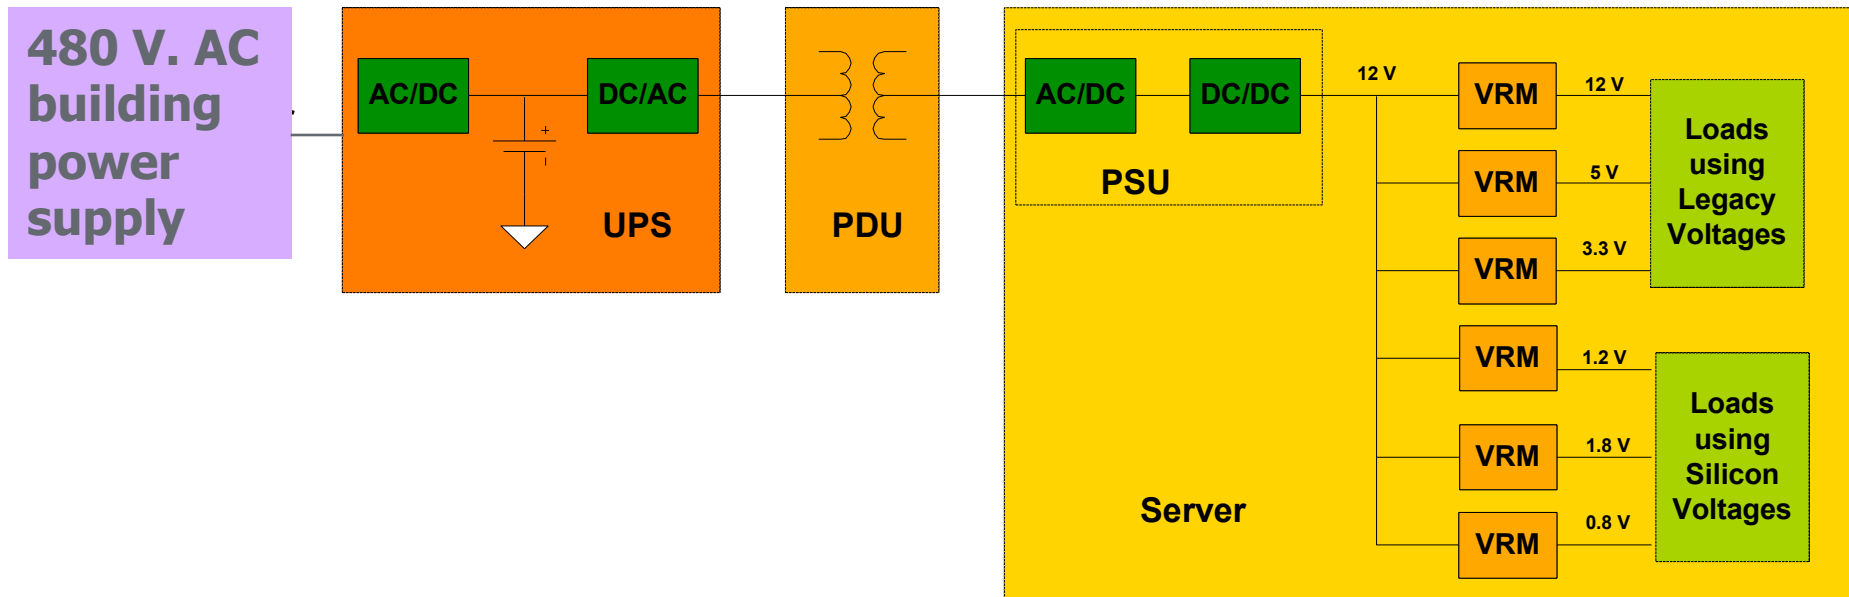 480 V. AC
building
power
supply
AC/DC
DC/AC
+
UPS
PDU
AC/DC
DC/DC
PSU
Server
12 V
VRM
12 V
VRM
5 V
VRM
3.3 V
VRM
1.2 V
VRM
1.8 V
VRM
0.8 V
Loads
using
Legacy
Voltages
Loads
using
Silicon
Voltages